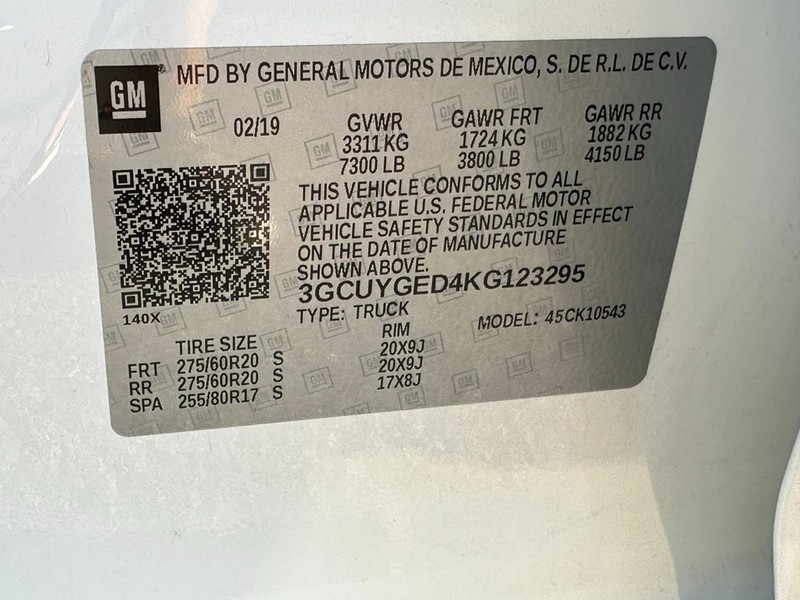 GM
MFD BY GENERAL MOTORS DE MEXICO, S. DE R.L. DE C.V.
02/19
GVWR GAWR FRT GAWR RR
3311 KG 1724 KG 1882 KG
7300 LB 3800 LB 4150 LB
THIS VEHICLE CONFORMS TO ALL
APPLICABLE U.S. FEDERAL MOTOR
VEHICLE SAFETY STANDARDS IN EFFECT
ON THE DATE OF MANUFACTURE
SHOWN ABOVE.
3GCUYGED4KG123295
140X
TYPE: TRUCK MODEL: 45CK10543
TIRE SIZE RIM
FRT 275/60R20 S 20X9J
RR 275/60R20 S 20X9J
SPA 255/80R17 S 17X8J